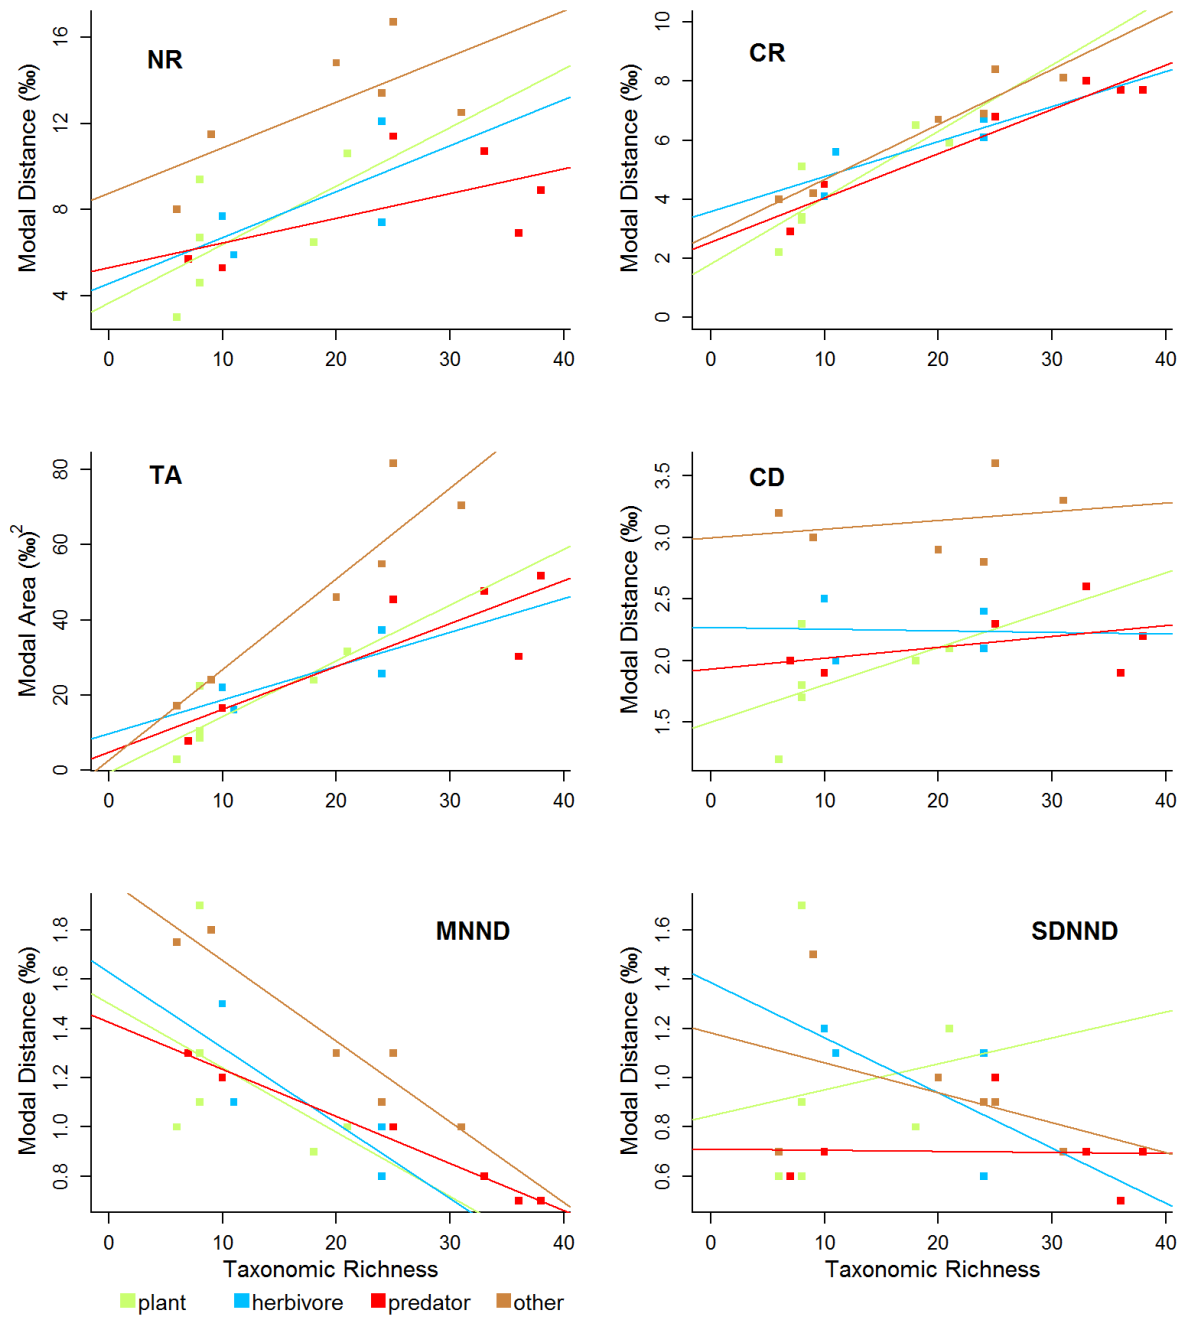 NR
Modal Distance (‰)
4 8 12 16
0 10 20 30 40
CR
Modal Distance (‰)
0 2 4 6 8 10
0 10 20 30 40
TA
Modal Area (‰)²
0 20 40 60 80
0 10 20 30 40
CD
Modal Distance (‰)
1.5 2.0 2.5 3.0 3.5
0 10 20 30 40
MNND
Modal Distance (‰)
0.6 0.8 1.0 1.2 1.4 1.6 1.8
0 10 20 30 40
Taxonomic Richness
SDNND
Modal Distance (‰)
0.6 0.8 1.0 1.2 1.4 1.6
0 10 20 30 40
Taxonomic Richness
plant herbivore predator other